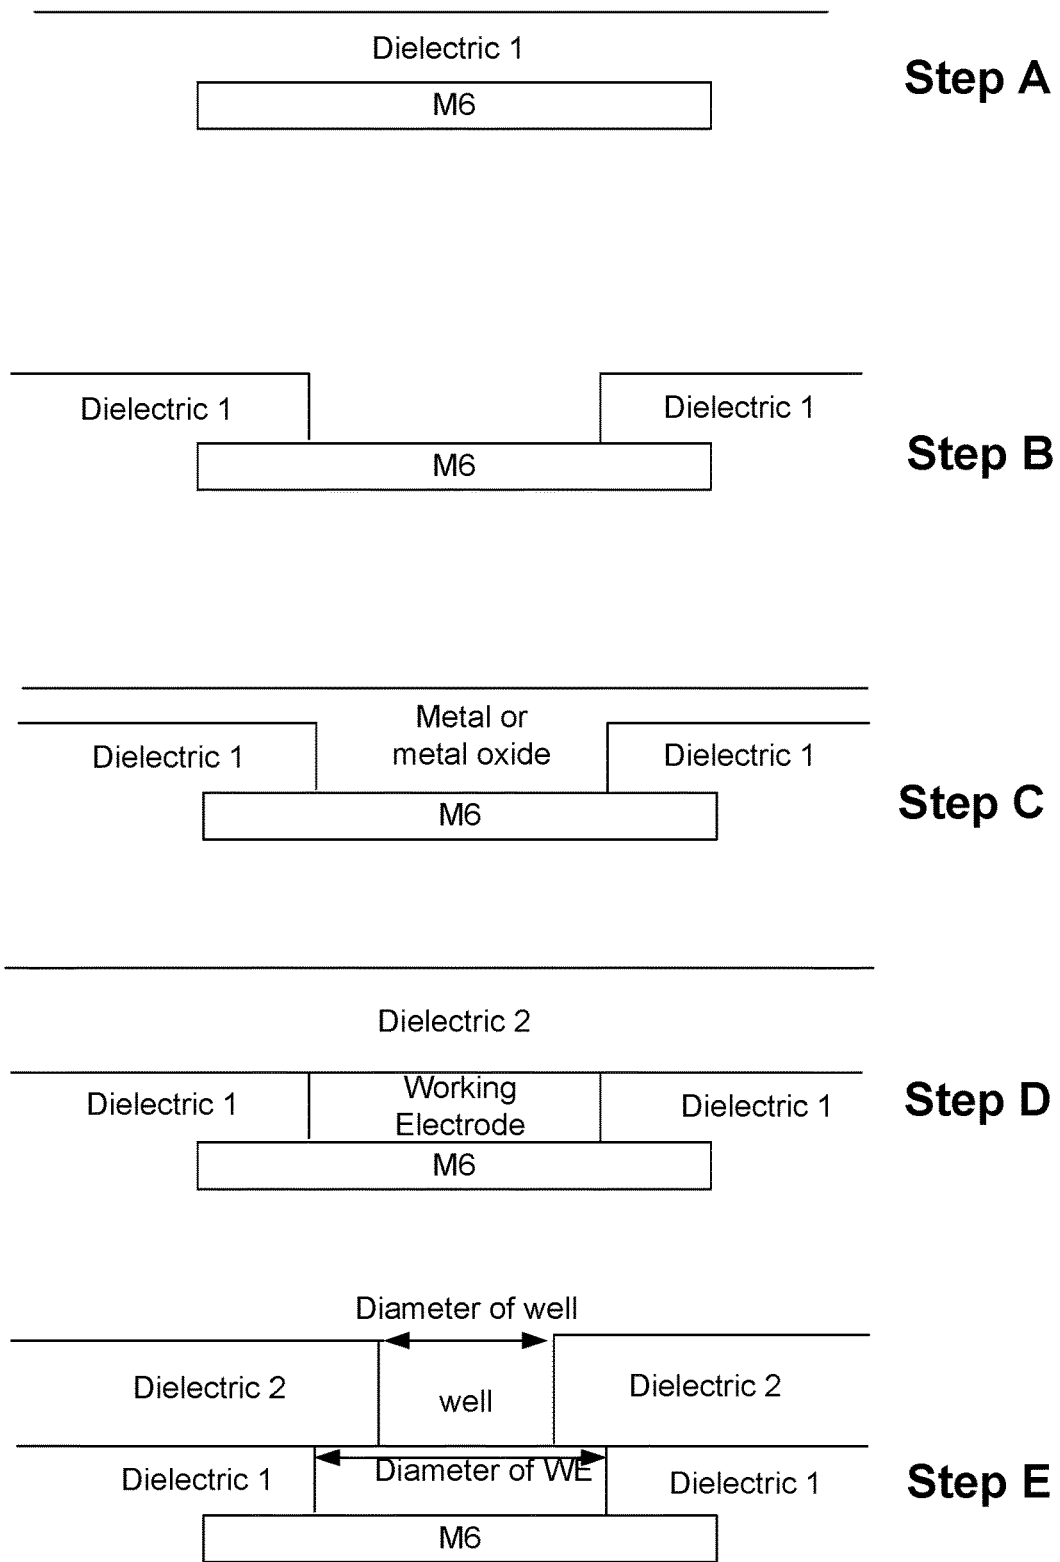 Dielectric 1
M6
Step A
Dielectric 1
Dielectric 1
M6
Step B
Metal or
metal oxide
Dielectric 1
Dielectric 1
M6
Step C
Dielectric 2
Dielectric 1
Working
Electrode
Dielectric 1
M6
Step D
Diameter of well
Dielectric 2
well
Dielectric 2
Dielectric 1
Diameter of WE
Dielectric 1
M6
Step E